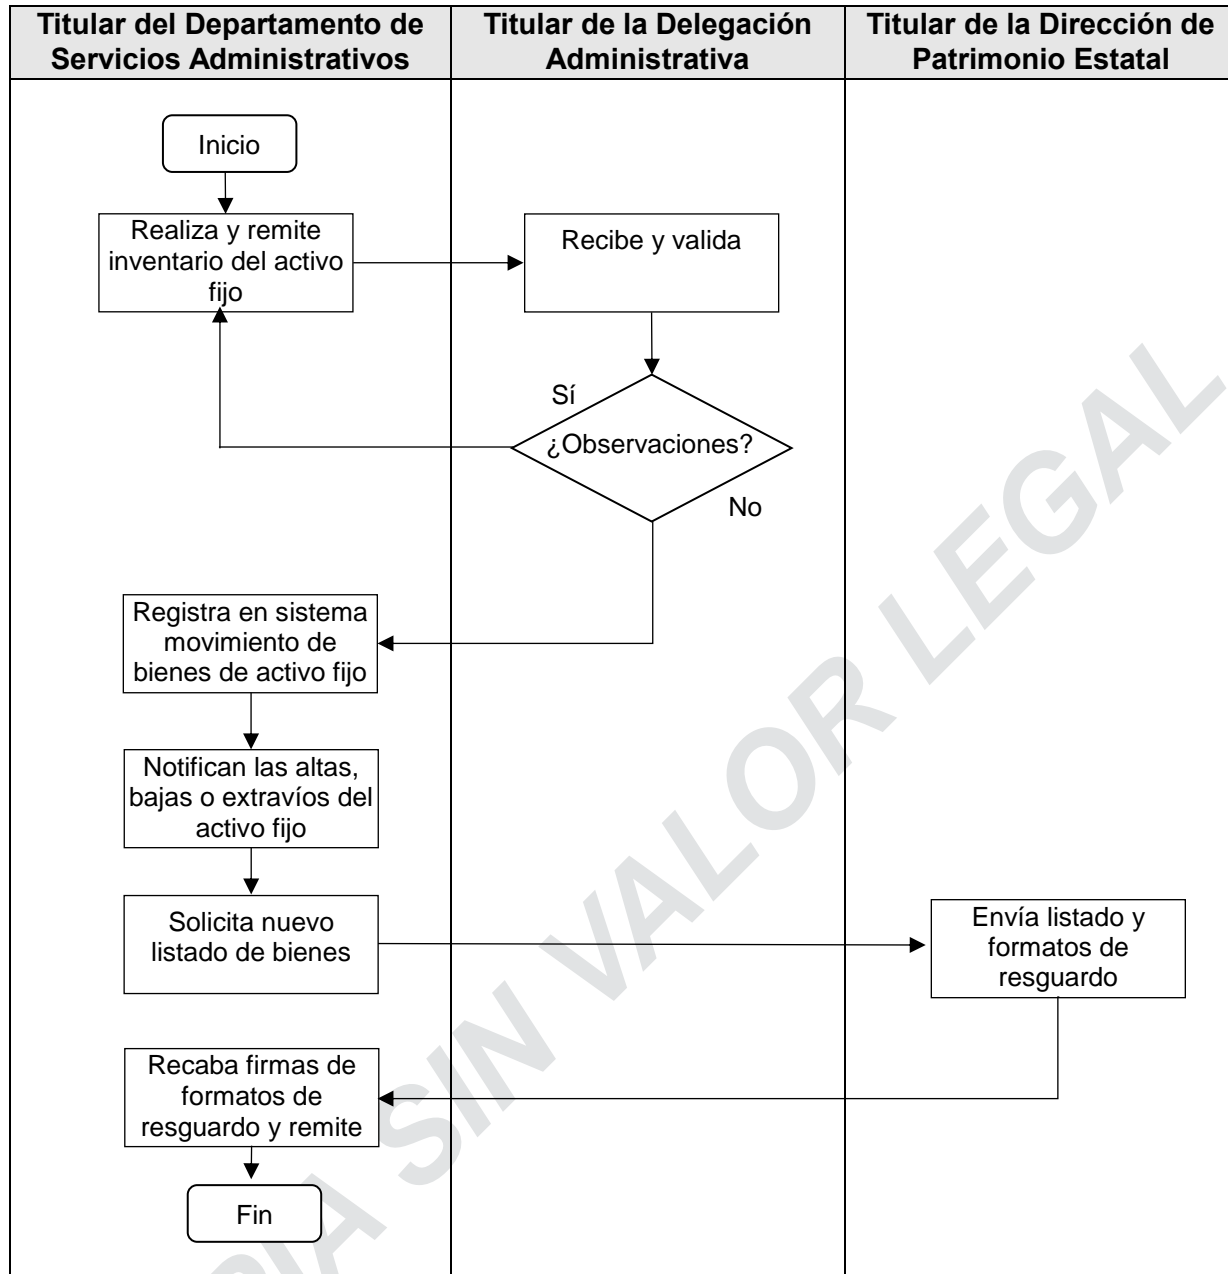 Titular del Departamento de
Servicios Administrativos
Titular de la Delegación
Administrativa
Titular de la Dirección de
Patrimonio Estatal
Inicio
Realiza y remite
inventario del activo
fijo
Recibe y valida
Sí
¿Observaciones?
No
Registra en sistema
movimiento de
bienes de activo fijo
Notifican las altas,
bajas o extravíos del
activo fijo
Solicita nuevo
listado de bienes
Envía listado y
formatos de
resguardo
Recaba firmas de
formatos de
resguardo y remite
Fin
SIN VALOR LEGAL